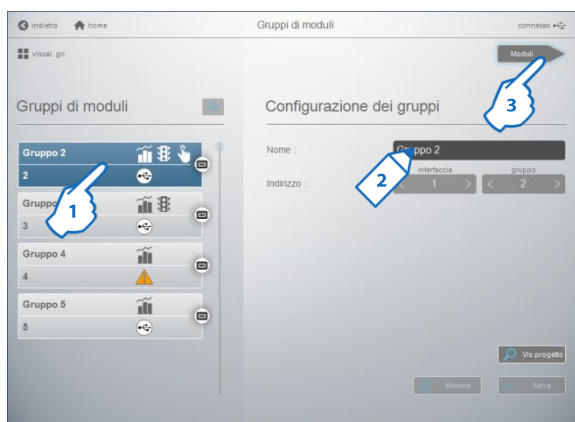 indietro home Gruppi di moduli connesso
visual. gri Moduli
Gruppi di moduli Configurazione dei gruppi
3
Gruppo 2
2
Nome : Gruppo 2
interfaccia gruppo
Indirizzo : 1 2
2
Gruppo
3
1
Gruppo 4
4
Gruppo 5
5
Vis.progetto
Elimina Salva